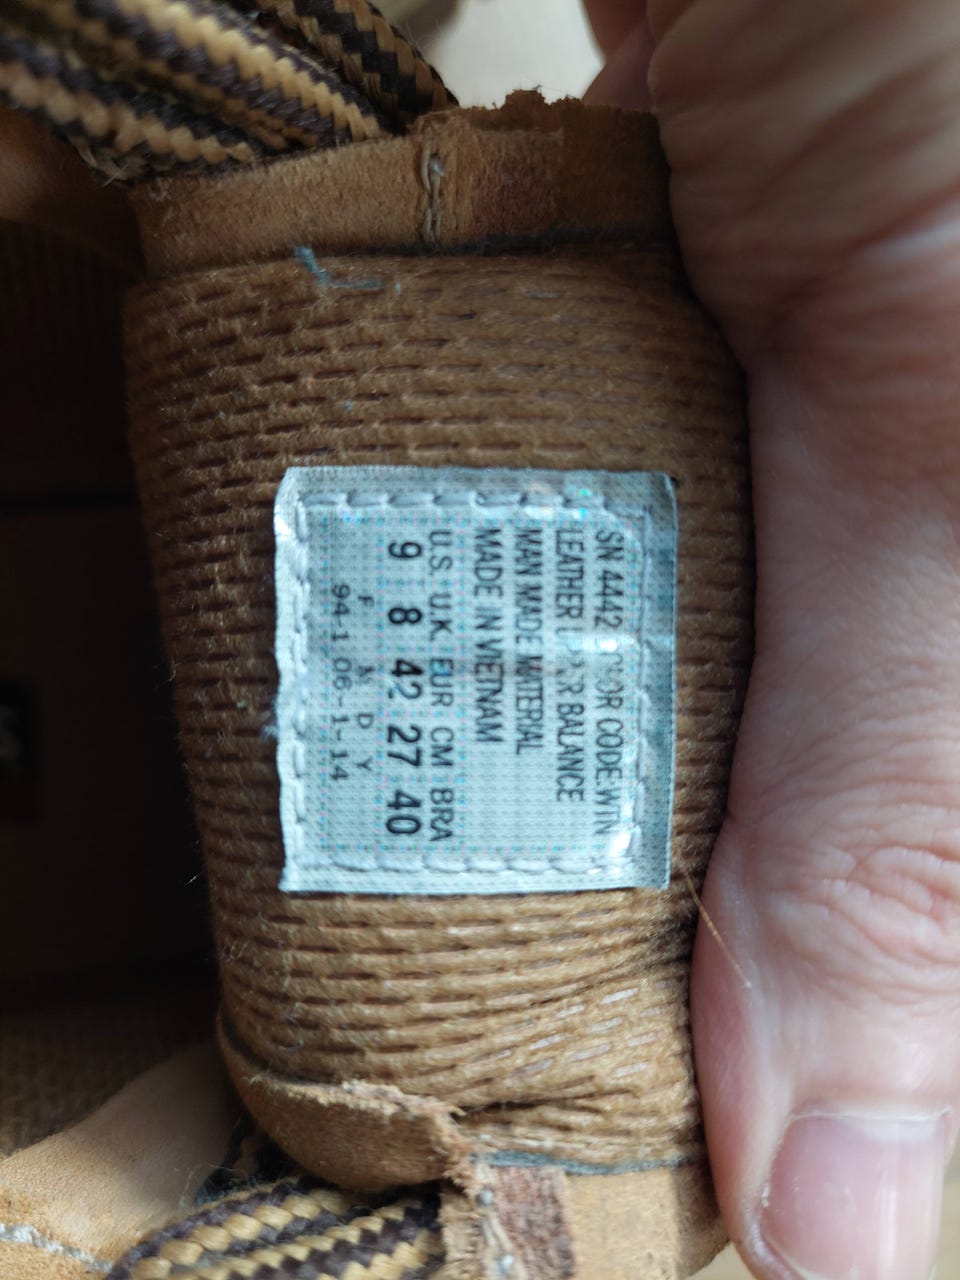 SN 4442 CODE:WIN
LEATHER BALANCE
MAN MADE MATERIAL
MADE IN VIETNAM
U.S. U.K. EUR CM BRA
9 8 42 27 40
F M D Y
94-1 06-1-14